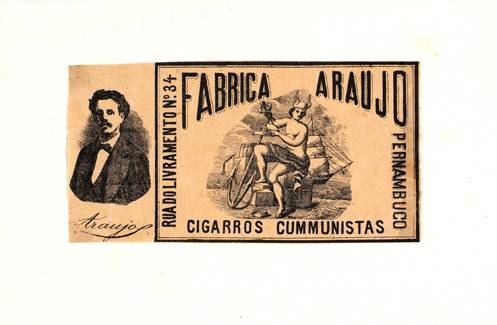 FABRICA ARAUJO
RUA DO LIVRAMENTO Nº 34
PERNAMBUCO
CIGARROS CUMMUNISTAS
Araujo